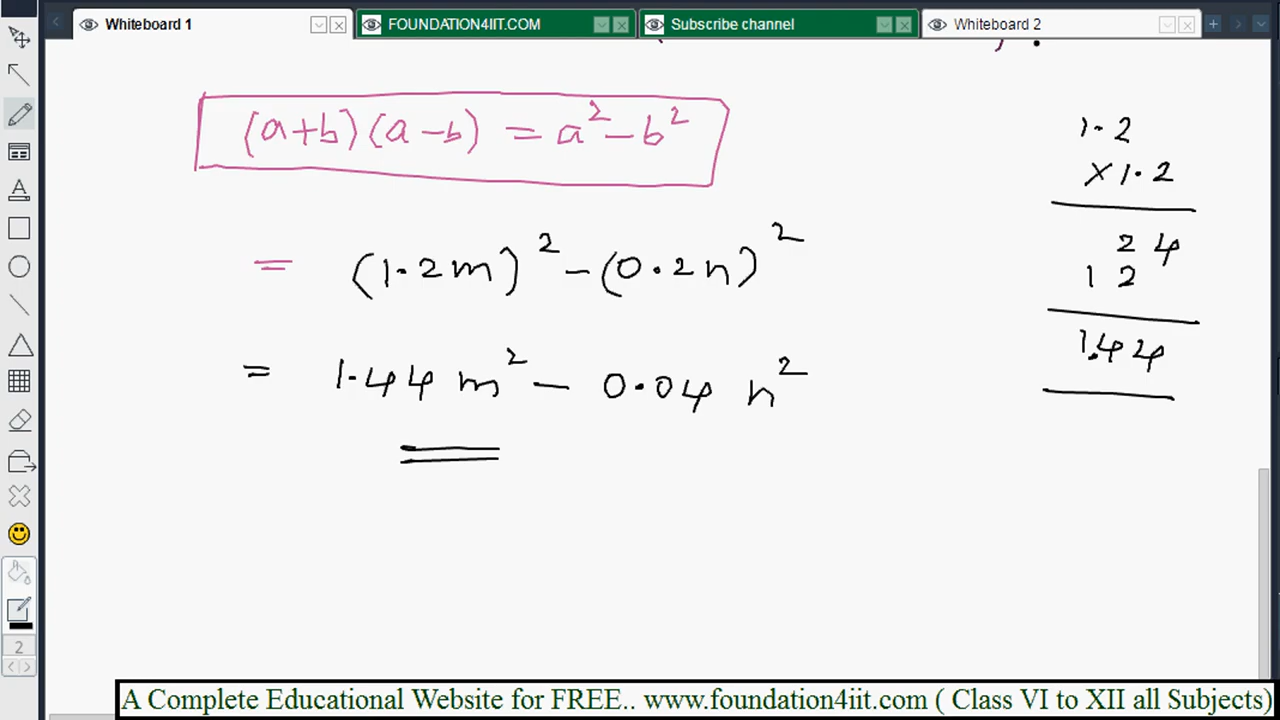 Whiteboard 1
FOUNDATION4IIT.COM
Subscribe channel
Whiteboard 2
(a+b)(a-b) = a² - b²
= (1.2m)² - (0.2n)²
= 1.44 m² - 0.04 n²
1.2
×1.2
24
12
1.44
2
A Complete Educational Website for FREE.. www.foundation4iit.com ( Class VI to XII all Subjects)